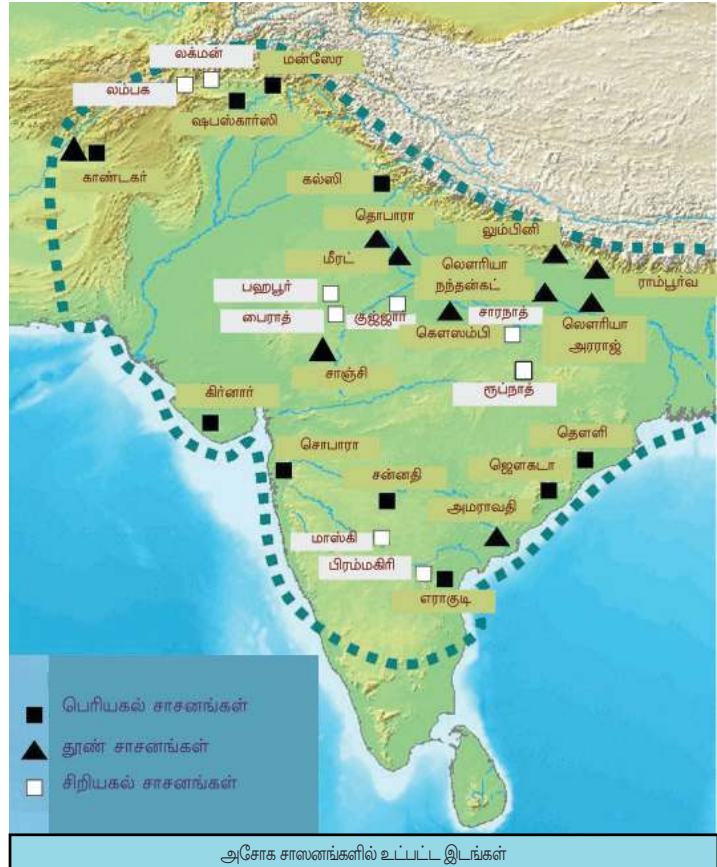 லக்மன்
மன்ஸேர
லம்பக
ஷபஸ்கார்ஸி
காண்டகர்
கல்ஸி
தொபாரா
லும்பினி
மீரட்
லௌரியா
நந்தன்கட்
ராம்பூர்வ
பஹபூர்
பைராத்
குஜ்ஜார்
சாரநாத்
கௌஸம்பி
லௌரியா
அரராஜ்
சாஞ்சி
ரூப்நாத்
கிர்னார்
சொபாரா
தௌளி
சன்னதி
ஜௌகடா
அமராவதி
மாஸ்கி
பிரம்மகிரி
எராகுடி
பெரியகல் சாசனங்கள்
தூண் சாசனங்கள்
சிறியகல் சாசனங்கள்
அசோக சாஸனங்களில் உட்பட்ட இடங்கள்